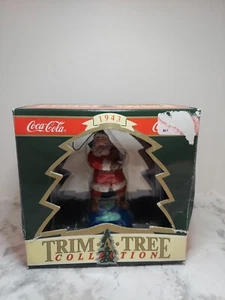 Coca-Cola
1943
TRIM A TREE
COLLECTION